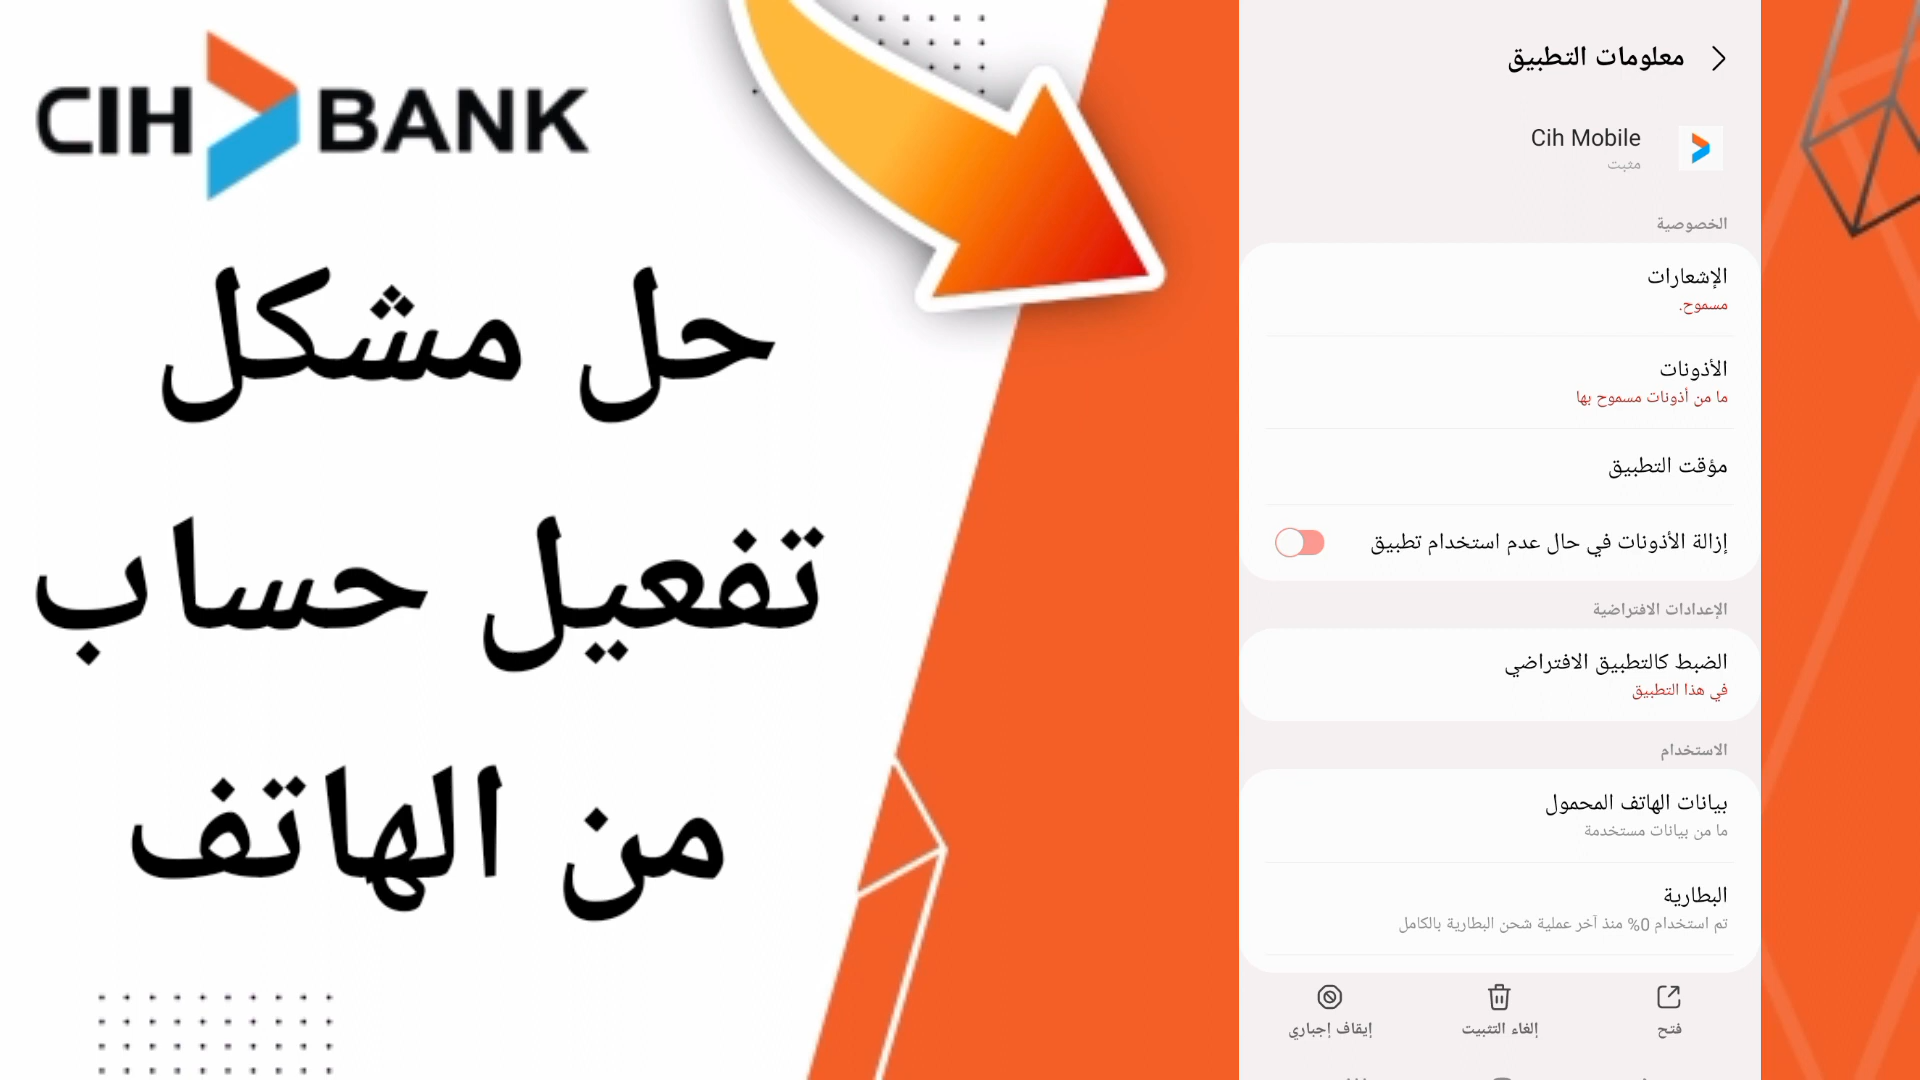 CIH BANK
حل مشكل
تفعيل حساب
من الهاتف
معلومات التطبيق
Cih Mobile
مثبت
الخصوصية
الإشعارات
مسموح.
الأذونات
ما من أذونات مسموح بها
مؤقت التطبيق
إزالة الأذونات في حال عدم استخدام تطبيق
الإعدادات الافتراضية
الضبط كالتطبيق الافتراضي
في هذا التطبيق
الاستخدام
بيانات الهاتف المحمول
ما من بيانات مستخدمة
البطارية
تم استخدام 0% منذ آخر عملية شحن البطارية بالكامل
فتح
إلغاء التثبيت
إيقاف إجباري